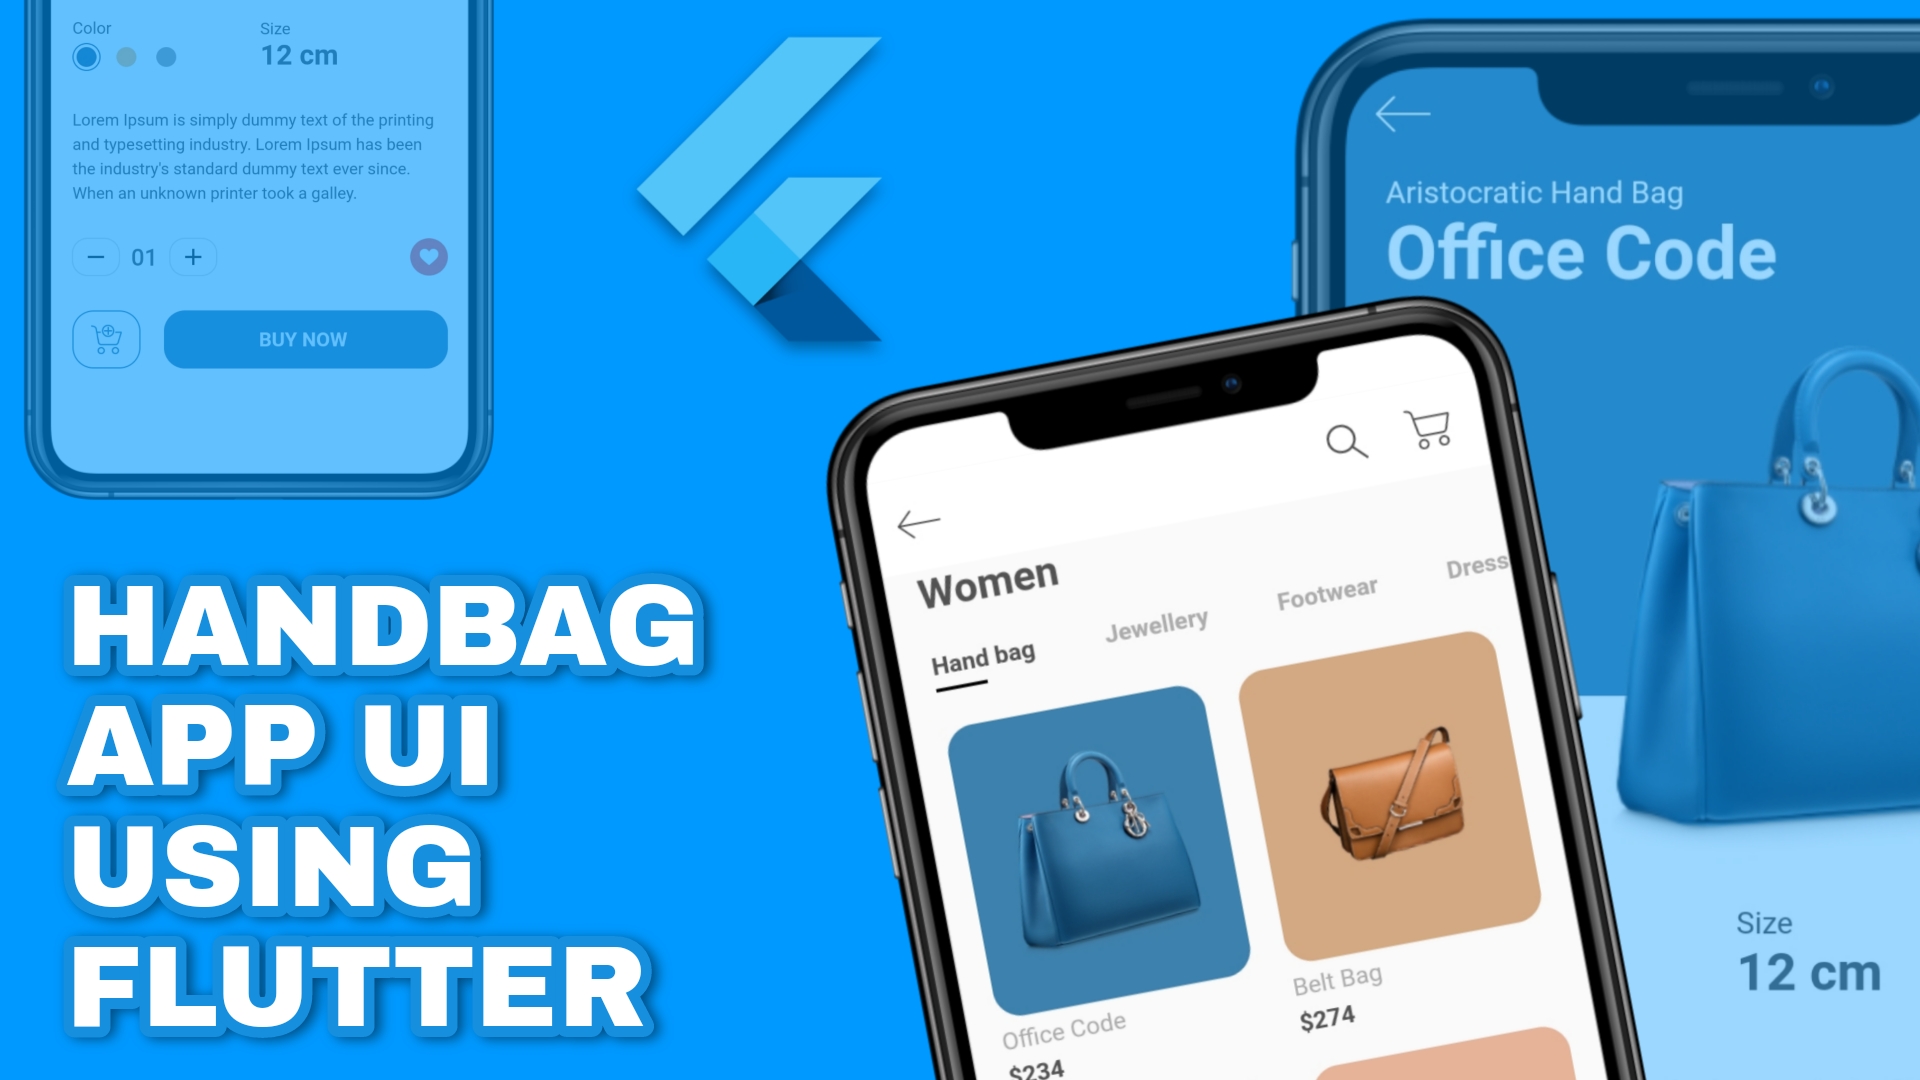 Color
Size
12 cm
Lorem Ipsum is simply dummy text of the printing
and typesetting industry. Lorem Ipsum has been
the industry's standard dummy text ever since.
When an unknown printer took a galley.
01
BUY NOW
HANDBAG
APP UI
USING
FLUTTER
Aristocratic Hand Bag
Office Code
Size
12 cm
Women
Hand bag
Jewellery
Footwear
Dress
Office Code
$234
Belt Bag
$274